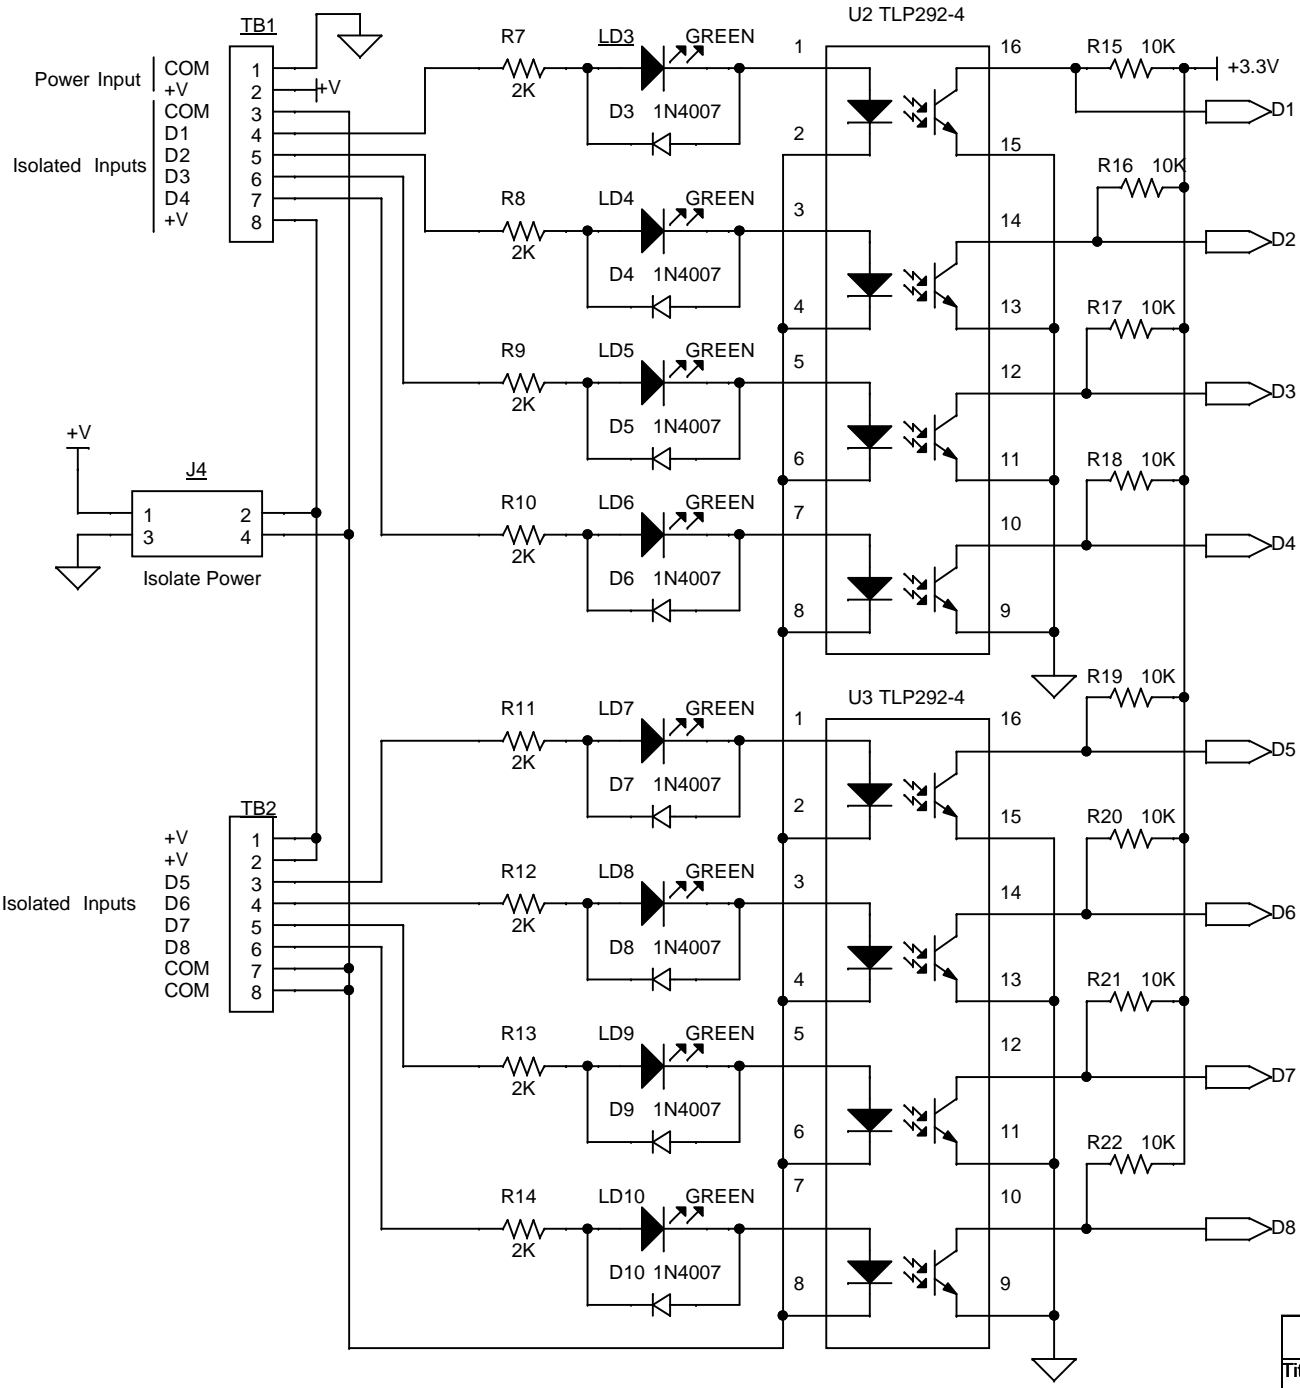 U2 TLP292-4
TB1
Power Input
COM 1
+V 2
+V
COM 3
D1 4
Isolated Inputs
D2 5
D3 6
D4 7
+V 8
R7 2K
LD3 GREEN
D3 1N4007
1 16
2 15
R15 10K
+3.3V
D1
R8 2K
LD4 GREEN
D4 1N4007
3 14
4 13
R16 10K
D2
R9 2K
LD5 GREEN
D5 1N4007
5 12
6 11
R17 10K
D3
+V
J4
1 2
3 4
Isolate Power
R10 2K
LD6 GREEN
D6 1N4007
7 10
8 9
R18 10K
D4
U3 TLP292-4
R11 2K
LD7 GREEN
D7 1N4007
1 16
2 15
R19 10K
D5
TB2
+V 1
+V 2
D5 3
Isolated Inputs
D6 4
D7 5
D8 6
COM 7
COM 8
R12 2K
LD8 GREEN
D8 1N4007
3 14
4 13
R20 10K
D6
R13 2K
LD9 GREEN
D9 1N4007
5 12
6 11
R21 10K
D7
R14 2K
LD10 GREEN
D10 1N4007
7 10
8 9
R22 10K
D8